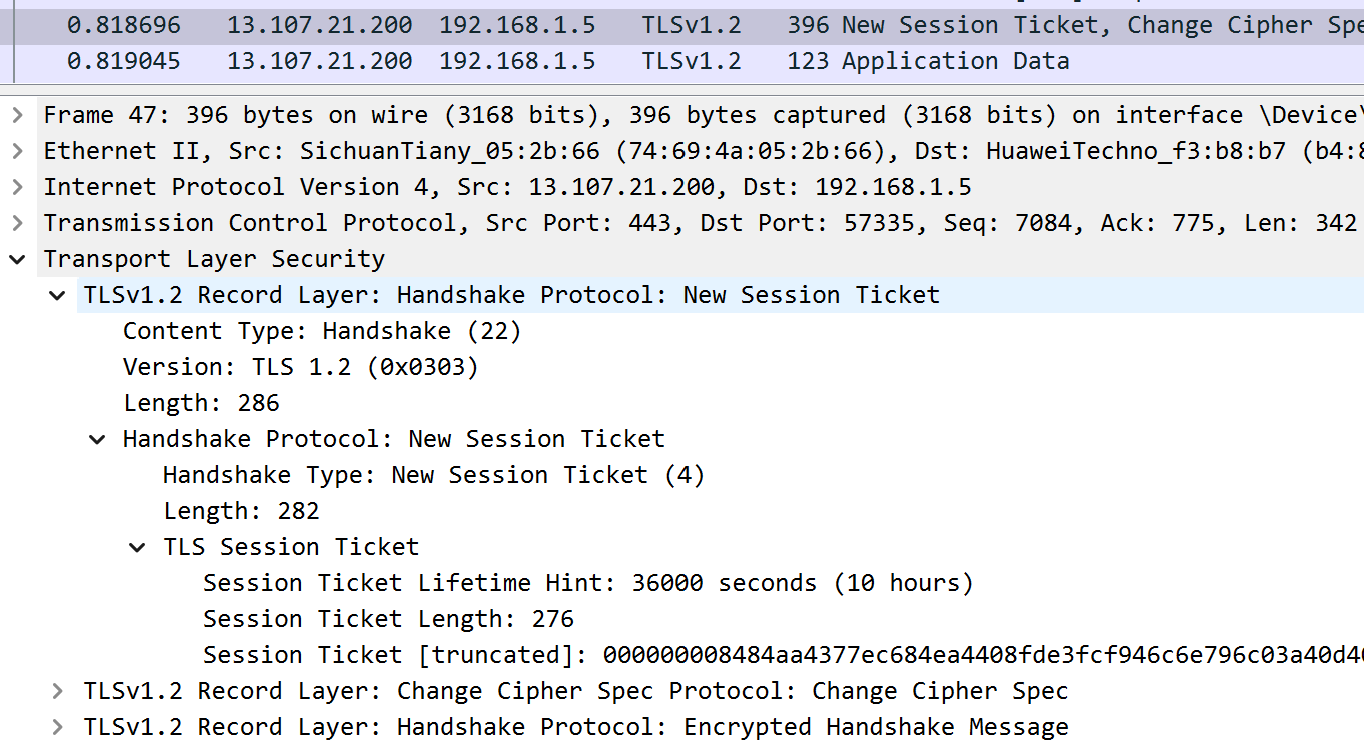 0.818696 13.107.21.200 192.168.1.5 TLSv1.2 396 New Session Ticket, Change Cipher Spe
0.819045 13.107.21.200 192.168.1.5 TLSv1.2 123 Application Data
Frame 47: 396 bytes on wire (3168 bits), 396 bytes captured (3168 bits) on interface \Device\
Ethernet II, Src: SichuanTiany_05:2b:66 (74:69:4a:05:2b:66), Dst: HuaweiTechno_f3:b8:b7 (b4:8
Internet Protocol Version 4, Src: 13.107.21.200, Dst: 192.168.1.5
Transmission Control Protocol, Src Port: 443, Dst Port: 57335, Seq: 7084, Ack: 775, Len: 342
Transport Layer Security
TLSv1.2 Record Layer: Handshake Protocol: New Session Ticket
Content Type: Handshake (22)
Version: TLS 1.2 (0x0303)
Length: 286
Handshake Protocol: New Session Ticket
Handshake Type: New Session Ticket (4)
Length: 282
TLS Session Ticket
Session Ticket Lifetime Hint: 36000 seconds (10 hours)
Session Ticket Length: 276
Session Ticket [truncated]: 000000008484aa4377ec684ea4408fde3fcf946c6e796c03a40d40
TLSv1.2 Record Layer: Change Cipher Spec Protocol: Change Cipher Spec
TLSv1.2 Record Layer: Handshake Protocol: Encrypted Handshake Message